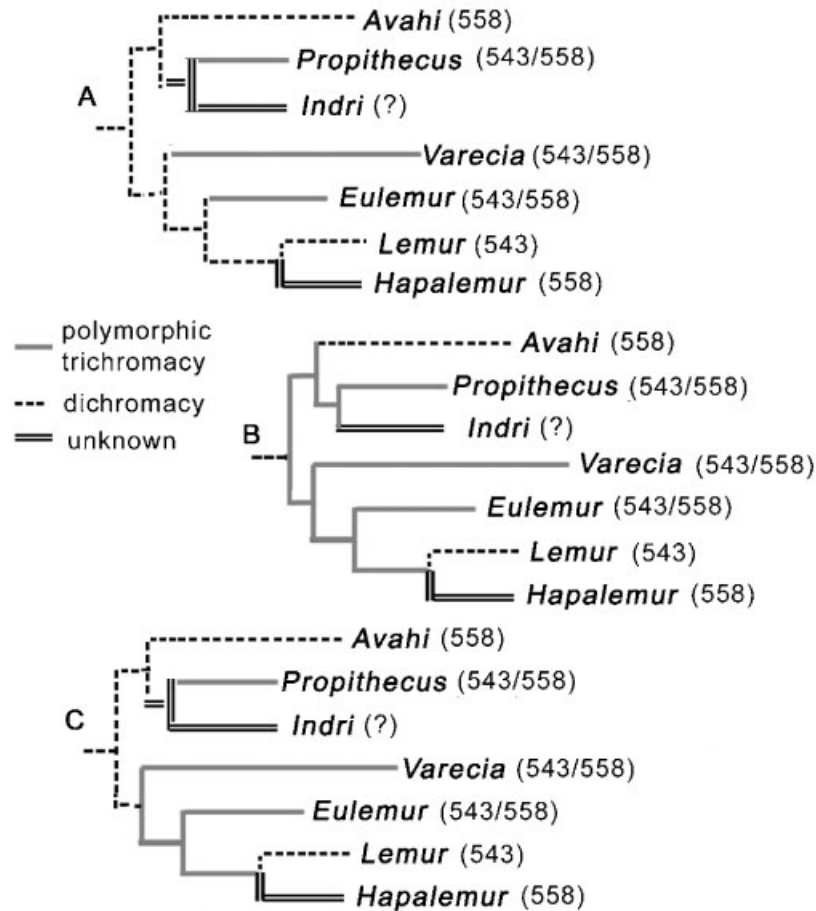 Avahi (558)
Propithecus (543/558)
A
Indri (?)
Varecia (543/558)
Eulemur (543/558)
Lemur (543)
Hapalemur (558)
polymorphic
trichromacy
dichromacy
unknown
Avahi (558)
Propithecus (543/558)
B
Indri (?)
Varecia (543/558)
Eulemur (543/558)
Lemur (543)
Hapalemur (558)
Avahi (558)
Propithecus (543/558)
C
Indri (?)
Varecia (543/558)
Eulemur (543/558)
Lemur (543)
Hapalemur (558)